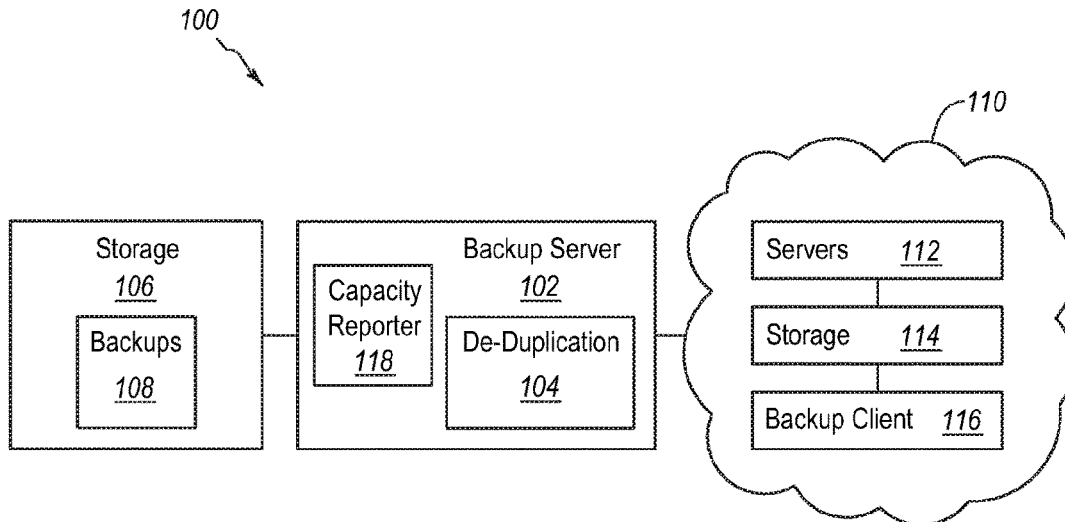 100
110
Storage
106
Backups
108
Backup Server
102
Capacity
Reporter
118
De-Duplication
104
Servers 112
Storage 114
Backup Client 116